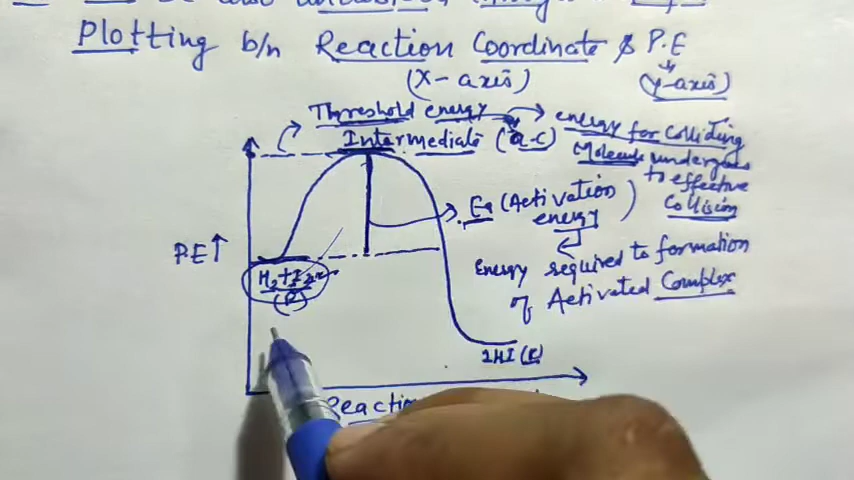 Plotting b/n Reaction Coordinate & P.E
(X-axis) (y-axis)
Threshold energy → energy for colliding
Intermediate (a.c) Molecule undergoes
to effective
Collision
Ea (Activation
energy)
P.E↑
Energy required to formation
of Activated Complex
H2+I2
(R)
2HI (P)
Reaction